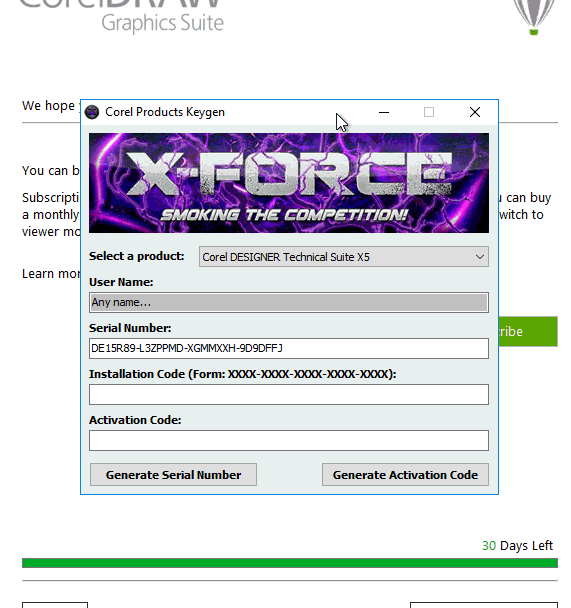 CorelDRAW
Graphics Suite
We hope
Corel Products Keygen
X-FORCE
SMOKING THE COMPETITION!
You can b
Subscripti
u can buy
a monthly
witch to
viewer mo
Select a product:
Corel DESIGNER Technical Suite X5
Learn mor
User Name:
Any name...
Serial Number:
ribe
DE15R89-L3ZPPMD-XGMMXXH-9D9DFFJ
Installation Code (Form: XXXX-XXXX-XXXX-XXXX-XXXX):
Activation Code:
Generate Serial Number
Generate Activation Code
30 Days Left